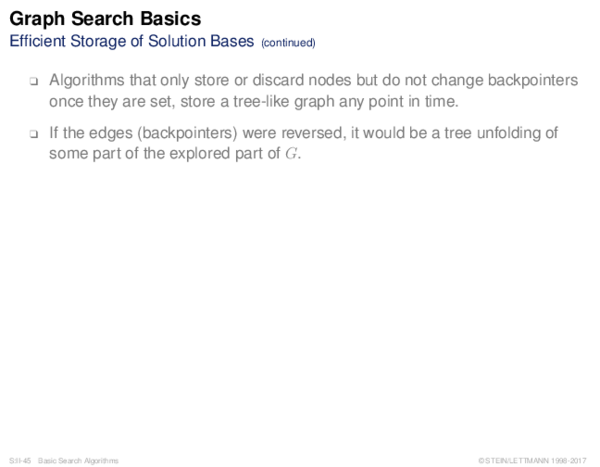 Graph Search Basics
Efficient Storage of Solution Bases (continued)
❑ Algorithms that only store or discard nodes but do not change backpointers
once they are set, store a tree-like graph any point in time.
❑ If the edges (backpointers) were reversed, it would be a tree unfolding of
some part of the explored part of G.
S:II-45 Basic Search Algorithms ©STEIN/LETTMANN 1998-2017